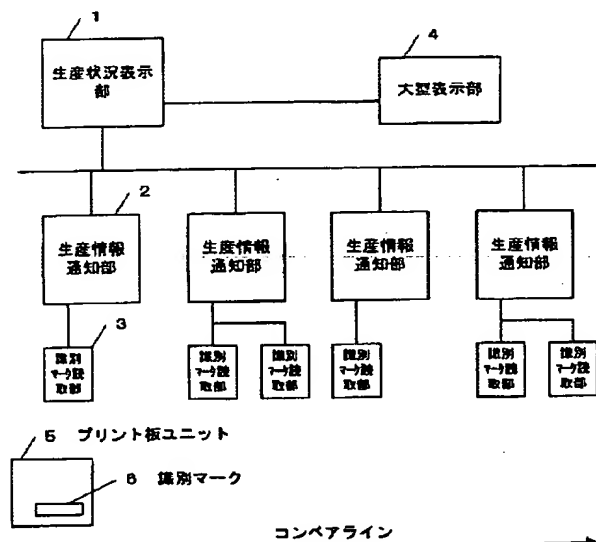 1
生産状況表示
部
4
大型表示部
2
生産情報
通知部
生産情報
通知部
生産情報
通知部
生産情報
通知部
3
識別
マーク読
取部
識別
マーク読
取部
識別
マーク読
取部
識別
マーク読
取部
識別
マーク読
取部
識別
マーク読
取部
5 プリント板ユニット
6 識別マーク
コンベアライン